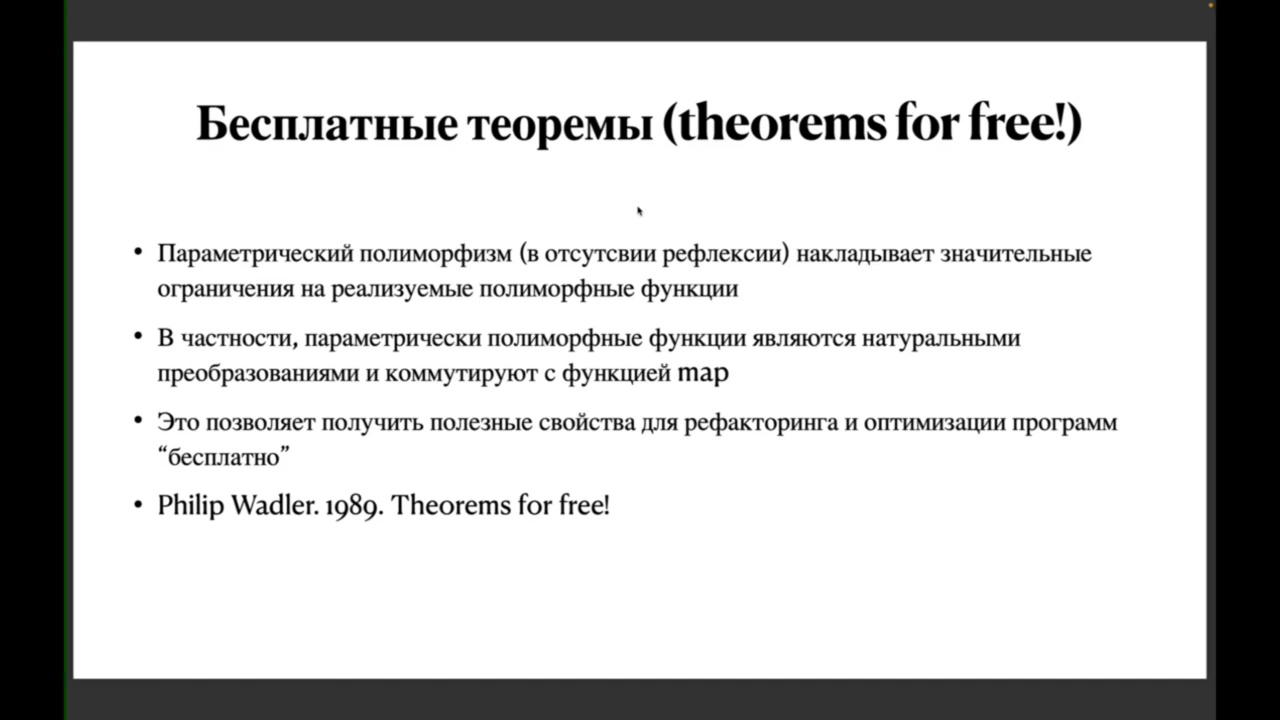 Бесплатные теоремы (theorems for free!)
• Параметрический полиморфизм (в отсутсвии рефлексии) накладывает значительные
ограничения на реализуемые полиморфные функции
• В частности, параметрически полиморфные функции являются натуральными
преобразованиями и коммутируют с функцией map
• Это позволяет получить полезные свойства для рефакторинга и оптимизации программ
“бесплатно”
• Philip Wadler. 1989. Theorems for free!